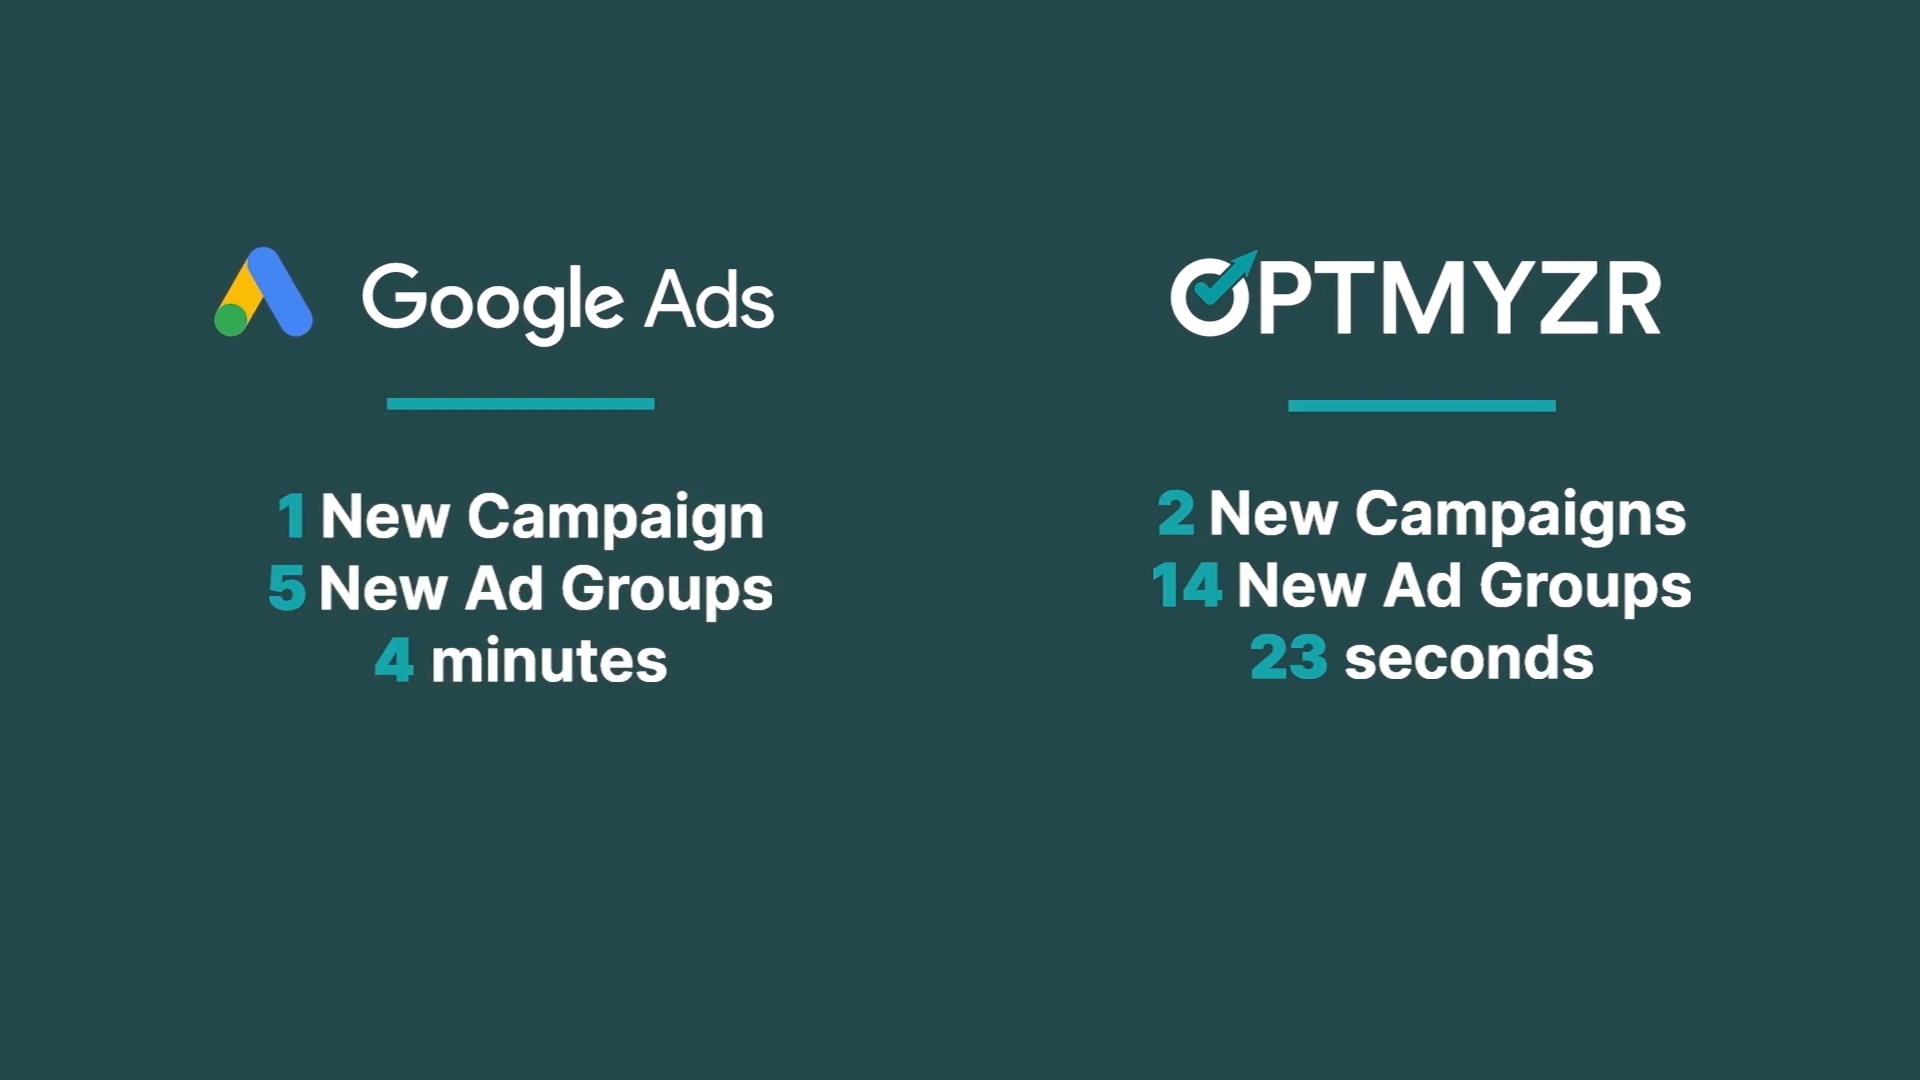 Google Ads
1 New Campaign
5 New Ad Groups
4 minutes
OPTMYZR
2 New Campaigns
14 New Ad Groups
23 seconds